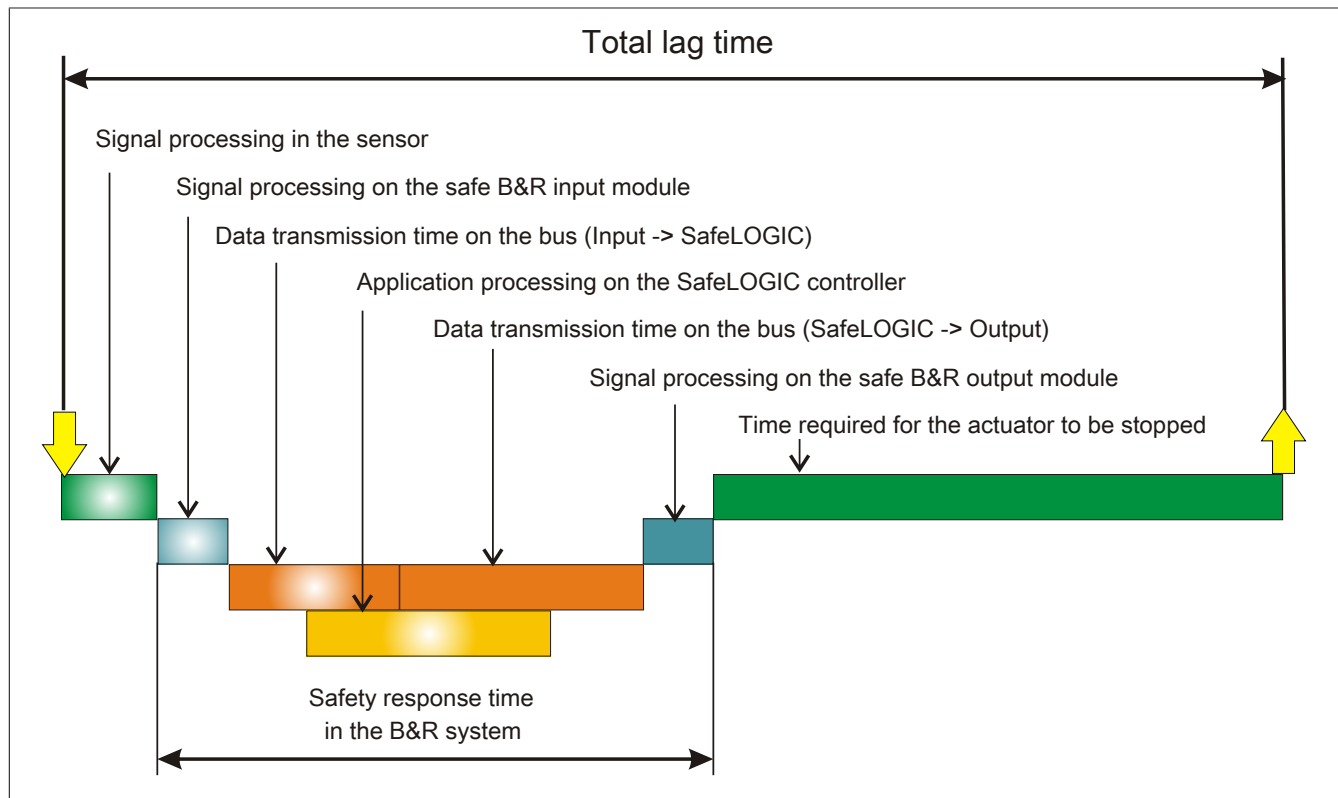 Total lag time
Signal processing in the sensor
Signal processing on the safe B&R input module
Data transmission time on the bus (Input -> SafeLOGIC)
Application processing on the SafeLOGIC controller
Data transmission time on the bus (SafeLOGIC -> Output)
Signal processing on the safe B&R output module
Time required for the actuator to be stopped
Safety response time
in the B&R system